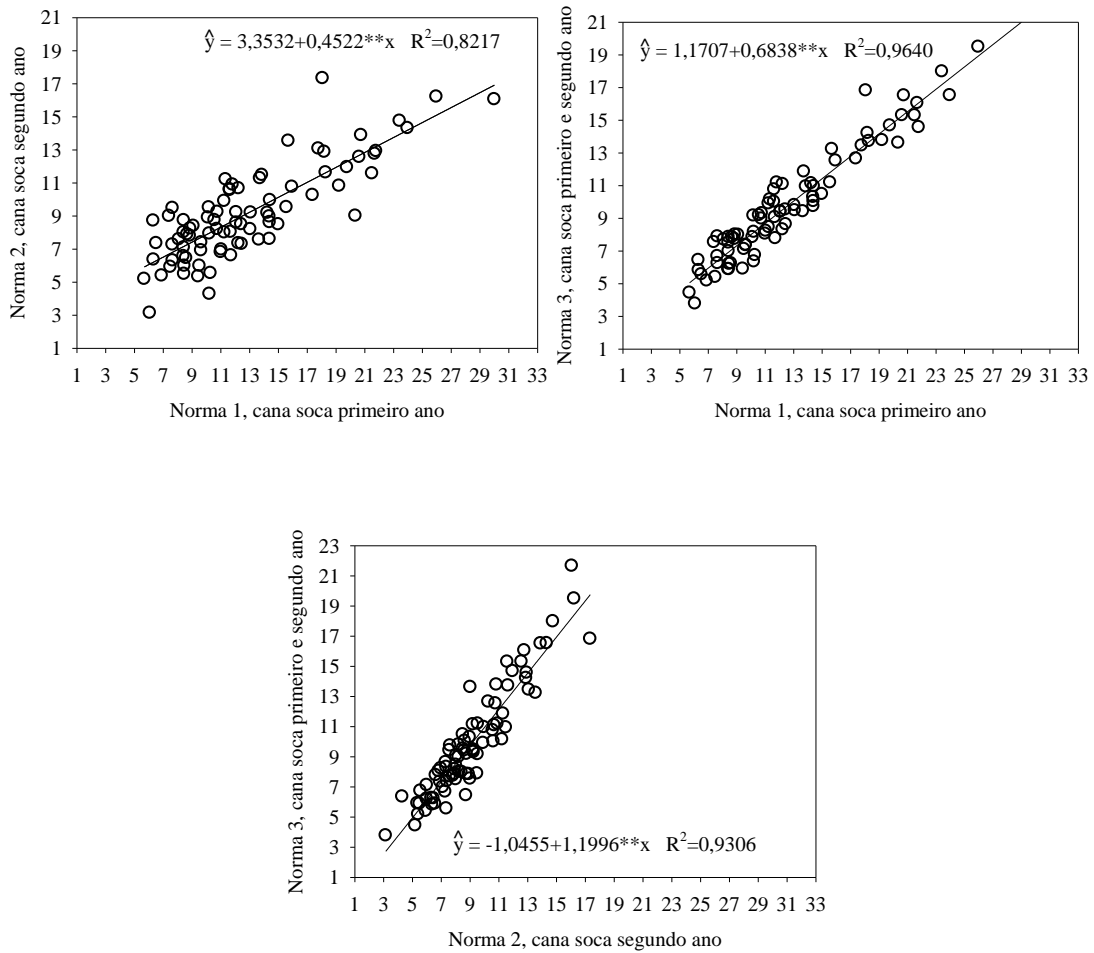 ŷ = 3,3532+0,4522**x R²=0,8217
21
19
17
15
13
11
9
7
5
3
1
Norma 2, cana soca segundo ano
1 3 5 7 9 11 13 15 17 19 21 23 25 27 29 31 33
Norma 1, cana soca primeiro ano
ŷ = 1,1707+0,6838**x R²=0,9640
21
19
17
15
13
11
9
7
5
3
1
Norma 3, cana soca primeiro e segundo ano
1 3 5 7 9 11 13 15 17 19 21 23 25 27 29 31 33
Norma 1, cana soca primeiro ano
23
21
19
17
15
13
11
9
7
5
3
1
Norma 3, cana soca primeiro e segundo ano
ŷ = -1,0455+1,1996**x R²=0,9306
1 3 5 7 9 11 13 15 17 19 21 23 25 27 29 31 33
Norma 2, cana soca segundo ano